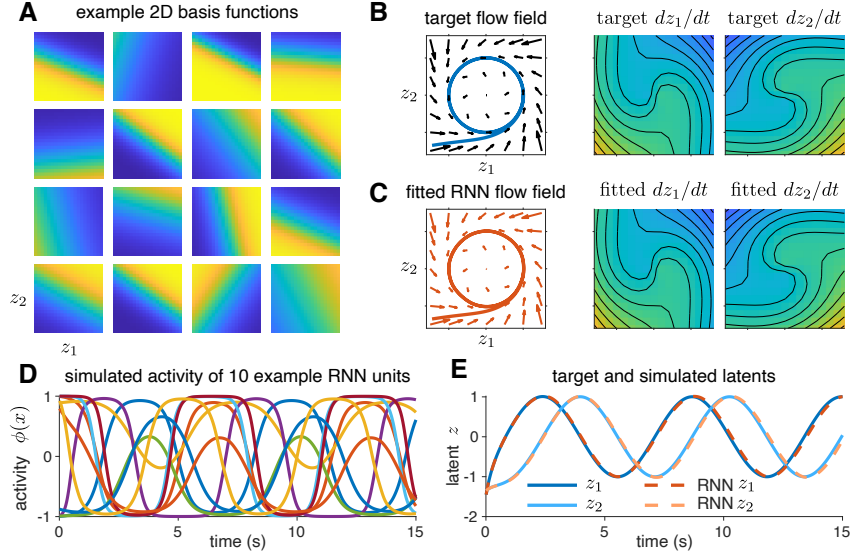 A
example 2D basis functions
z₂
z₁
B
target flow field
target dz₁/dt
target dz₂/dt
z₂
z₁
C
fitted RNN flow field
fitted dz₁/dt
fitted dz₂/dt
z₂
z₁
D
simulated activity of 10 example RNN units
activity ϕ(x)
1
0
-1
0
5
10
15
time (s)
E
target and simulated latents
latent z
1
0
-1
-2
z₁
RNN z₁
z₂
RNN z₂
0
5
10
15
time (s)